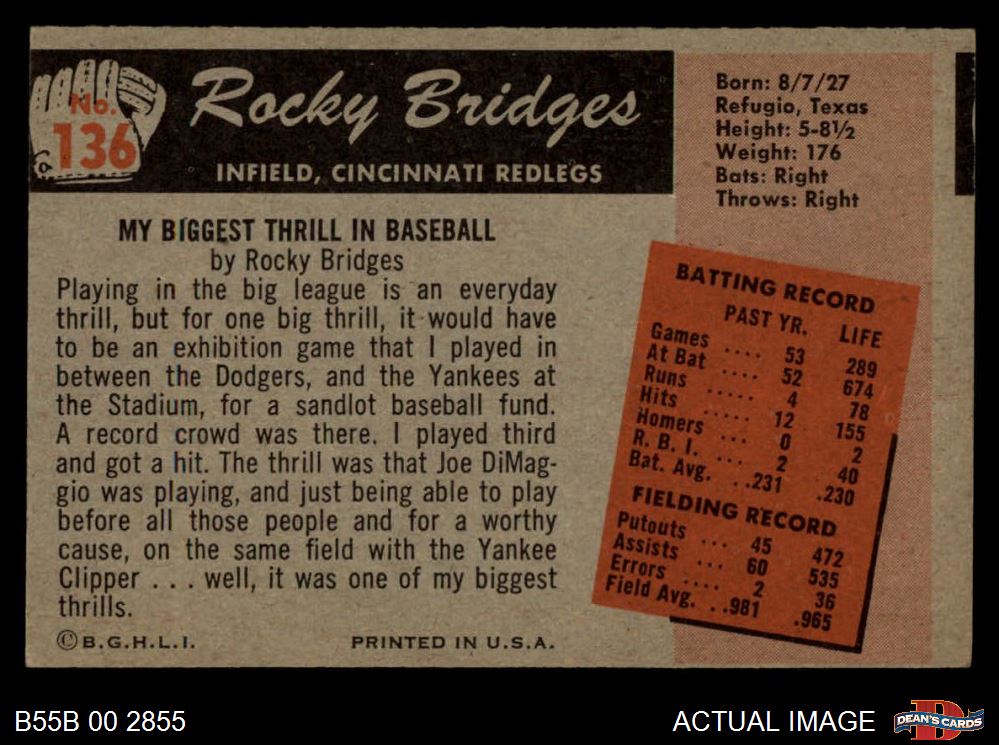 No.
136
Rocky Bridges
INFIELD, CINCINNATI REDLEGS
Born: 8/7/27
Refugio, Texas
Height: 5-8½
Weight: 176
Bats: Right
Throws: Right
MY BIGGEST THRILL IN BASEBALL
by Rocky Bridges
Playing in the big league is an everyday
thrill, but for one big thrill, it would have
to be an exhibition game that I played in
between the Dodgers, and the Yankees at
the Stadium, for a sandlot baseball fund.
A record crowd was there. I played third
and got a hit. The thrill was that Joe DiMag-
gio was playing, and just being able to play
before all those people and for a worthy
cause, on the same field with the Yankee
Clipper . . . well, it was one of my biggest
thrills.
©B.G.H.L.I. PRINTED IN U.S.A.
BATTING RECORD
PAST YR. LIFE
Games .... 53 289
At Bat .... 52 674
Runs ..... 4 78
Hits ..... 12 155
Homers ... 0 2
R. B. I. ... 2 40
Bat. Avg. ..231 .230
FIELDING RECORD
Putouts ... 45 472
Assists ... 60 535
Errors .... 2 36
Field Avg. ..981 .965
B55B 00 2855
ACTUAL IMAGE
D
DEAN'S CARDS